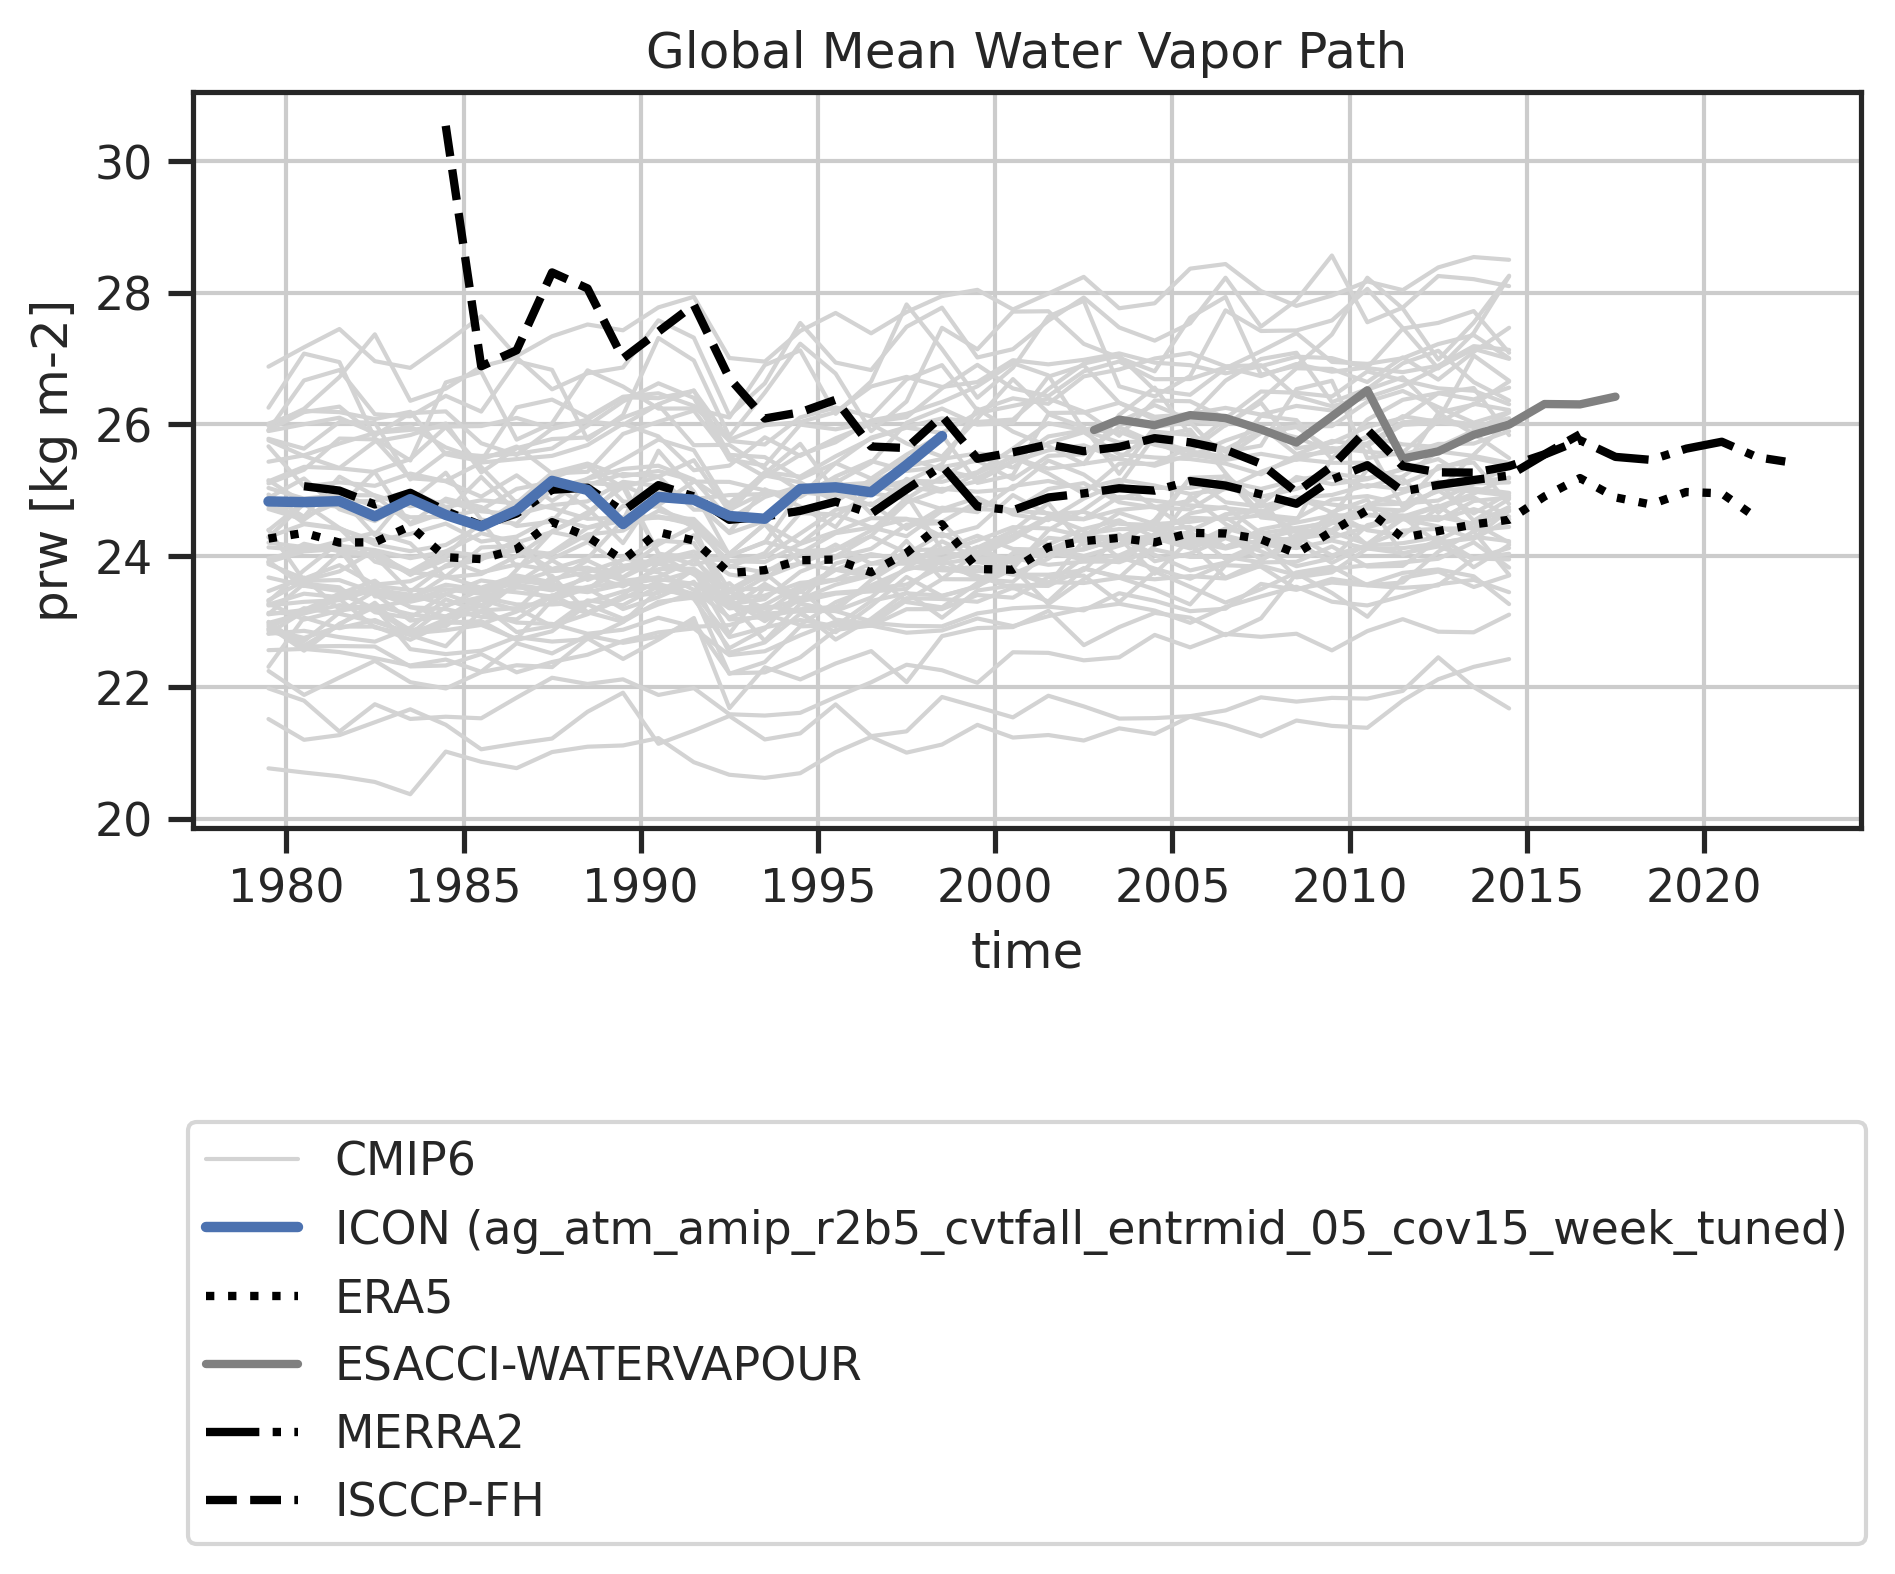 Global Mean Water Vapor Path
prw [kg m-2]
30
28
26
24
22
20
1980 1985 1990 1995 2000 2005 2010 2015 2020
time
CMIP6
ICON (ag_atm_amip_r2b5_cvtfall_entrmid_05_cov15_week_tuned)
ERA5
ESACCI-WATERVAPOUR
MERRA2
ISCCP-FH